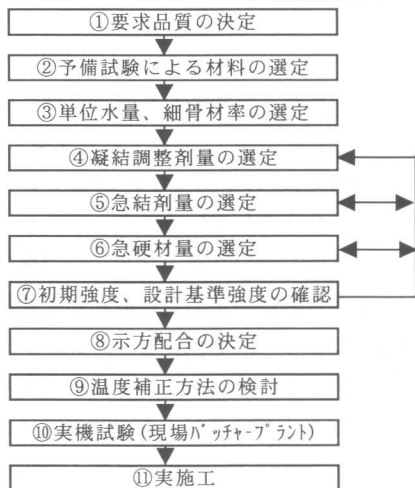 ①要求品質の決定
②予備試験による材料の選定
③単位水量、細骨材率の選定
④凝結調整剤量の選定
⑤急結剤量の選定
⑥急硬材量の選定
⑦初期強度、設計基準強度の確認
⑧示方配合の決定
⑨温度補正方法の検討
⑩実機試験(現場ﾊﾞｯﾁｬｰﾌﾟﾗﾝﾄ)
⑪実施工